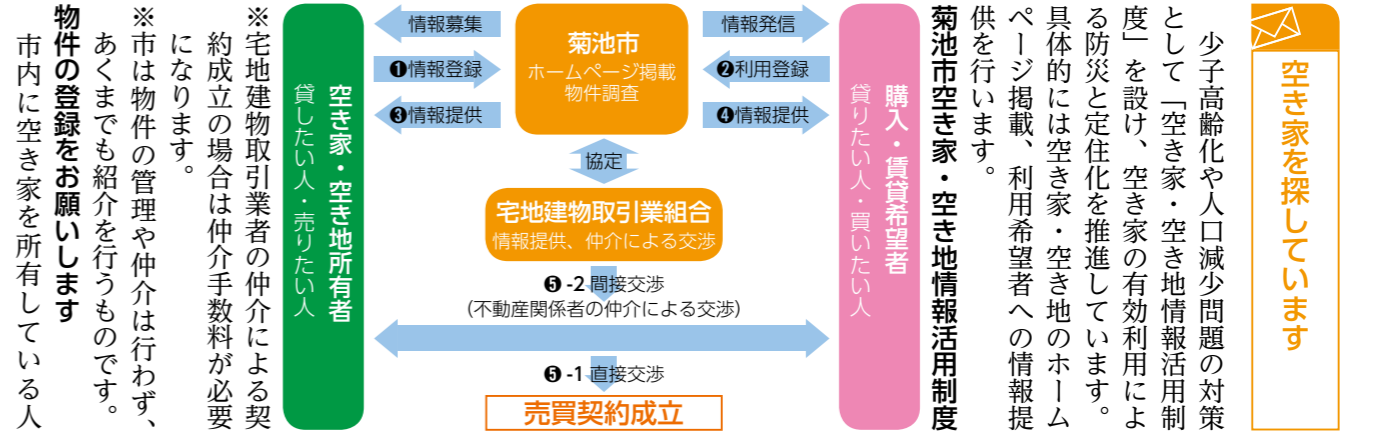 空き家を探しています
少子高齢化や人口減少問題の対策
として「空き家・空き地情報活用制
度」を設け、空き家の有効利用によ
る防災と定住化を推進しています。
具体的には空き家・空き地のホーム
ページ掲載、利用希望者への情報提
供を行います。
菊池市空き家・空き地情報活用制度
購入・賃貸希望者
貸りたい人・買いたい人
情報発信
❷利用登録
❹情報提供
菊池市
ホームページ掲載
物件調査
情報募集
❶情報登録
❸情報提供
協定
宅地建物取引業組合
情報提供、仲介による交渉
❺-2 間接交渉
(不動産関係者の仲介による交渉)
❺-1 直接交渉
売買契約成立
空き家・空き地所有者
貸したい人・売りたい人
※宅地建物取引業者の仲介による契
約成立の場合は仲介手数料が必要
になります。
※市は物件の管理や仲介は行わず、
あくまでも紹介を行うものです。
物件の登録をお願いします
市内に空き家を所有している人